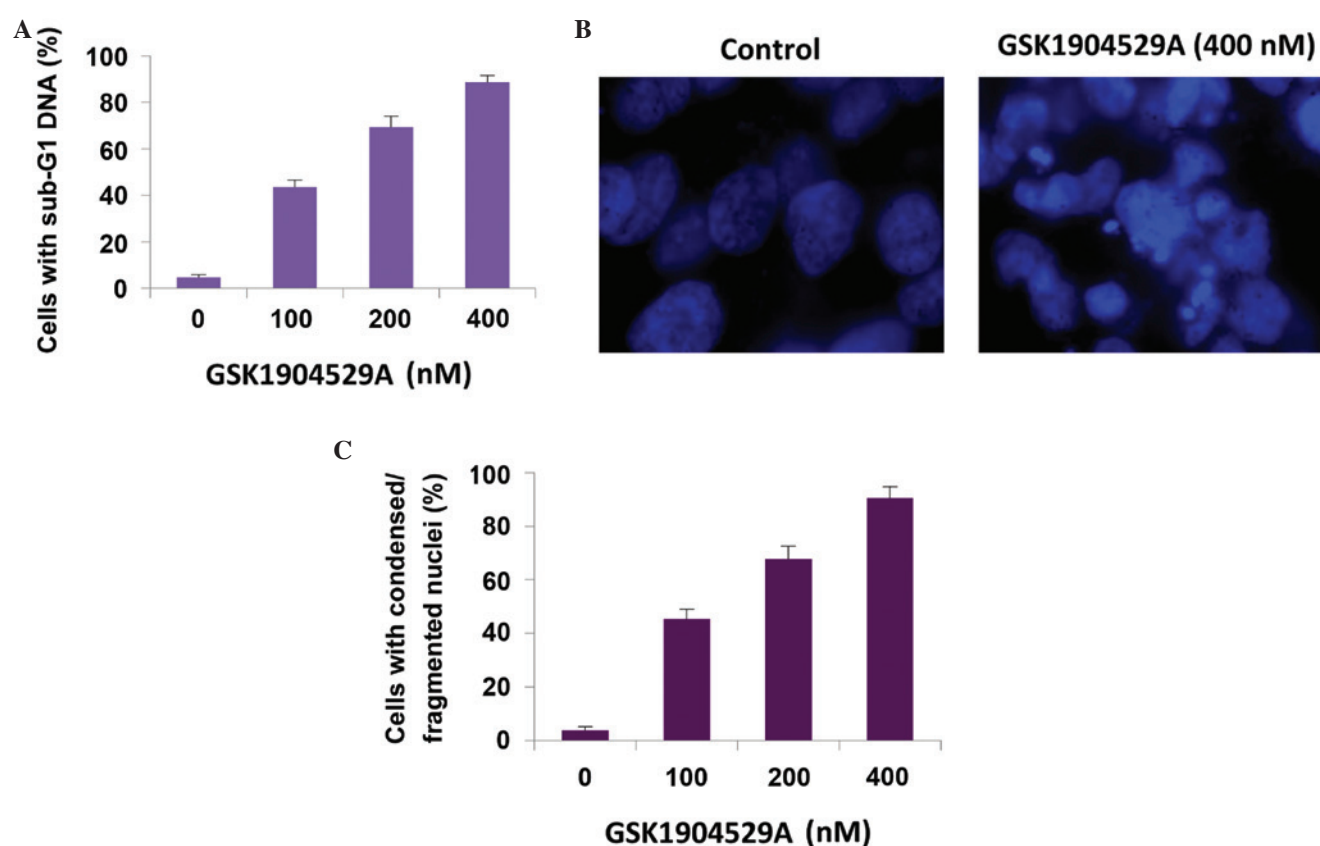 A
Cells with sub-G1 DNA (%)
100
80
60
40
20
0
0 100 200 400
GSK1904529A (nM)
B
Control
GSK1904529A (400 nM)
C
Cells with condensed/
fragmented nuclei (%)
100
80
60
40
20
0
0 100 200 400
GSK1904529A (nM)